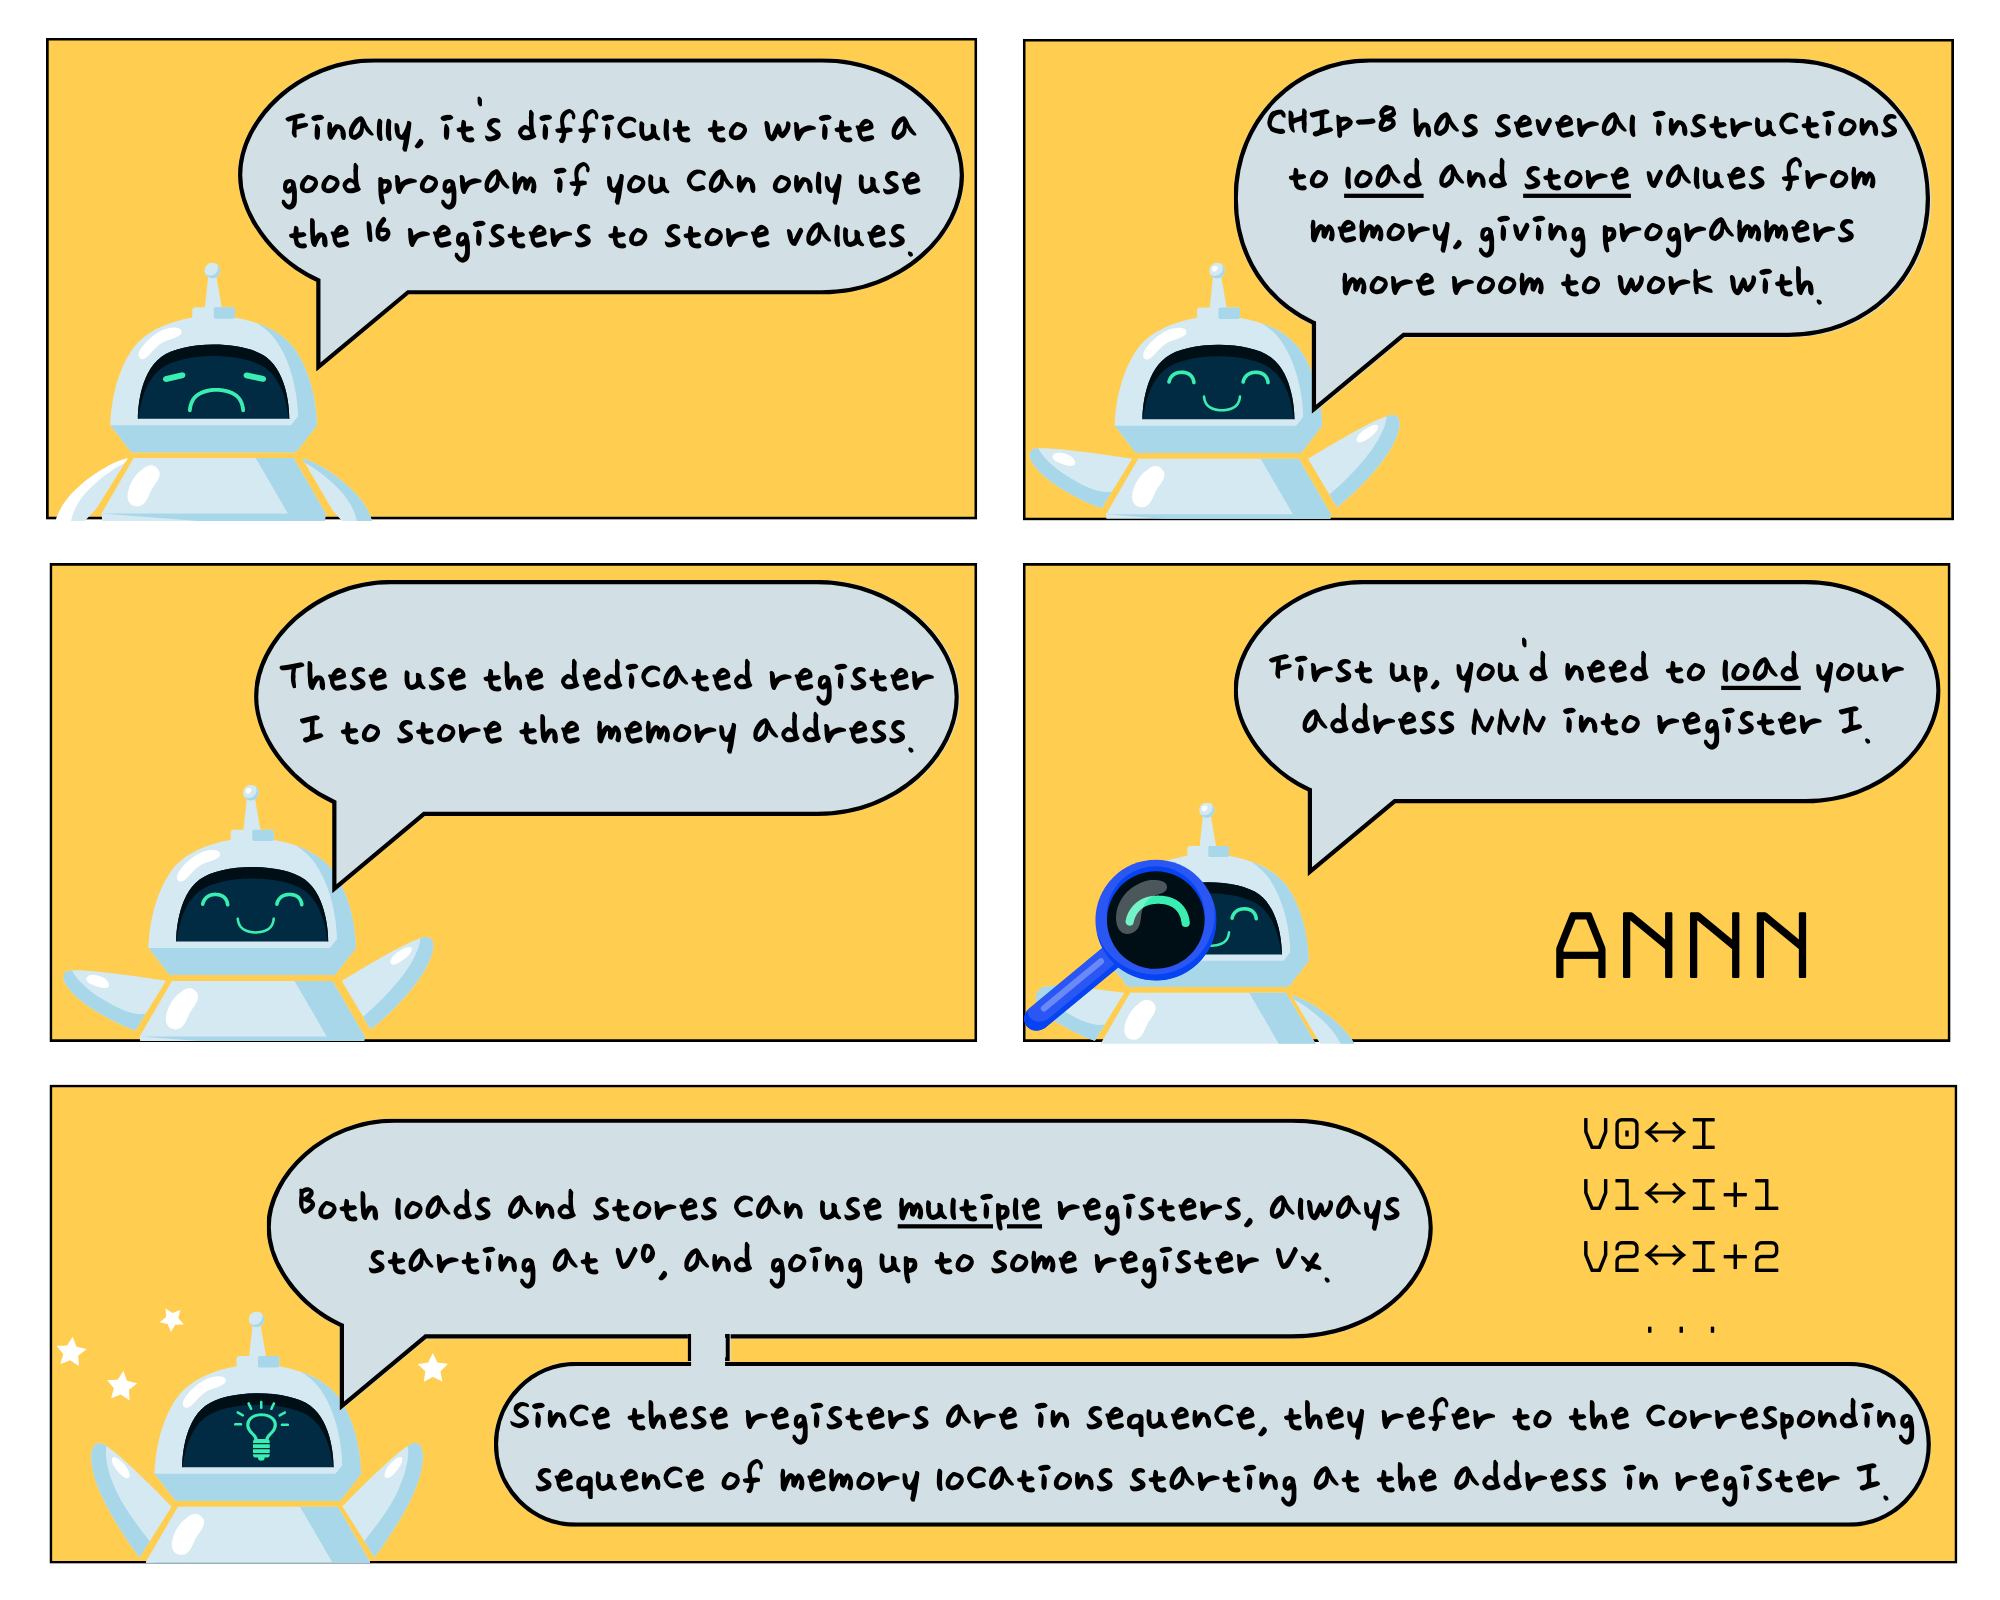 Finally, it's difficult to write a
good program if you can only use
the 16 registers to store values.
CHIP-8 has several instructions
to load and store values from
memory, giving programmers
more room to work with.
These use the dedicated register
I to store the memory address.
First up, you'd need to load your
address NNN into register I.
ANNN
Both loads and stores can use multiple registers, always
starting at V0, and going up to some register Vx.
V0↔I
V1↔I+1
V2↔I+2
...
Since these registers are in sequence, they refer to the corresponding
sequence of memory locations starting at the address in register I.